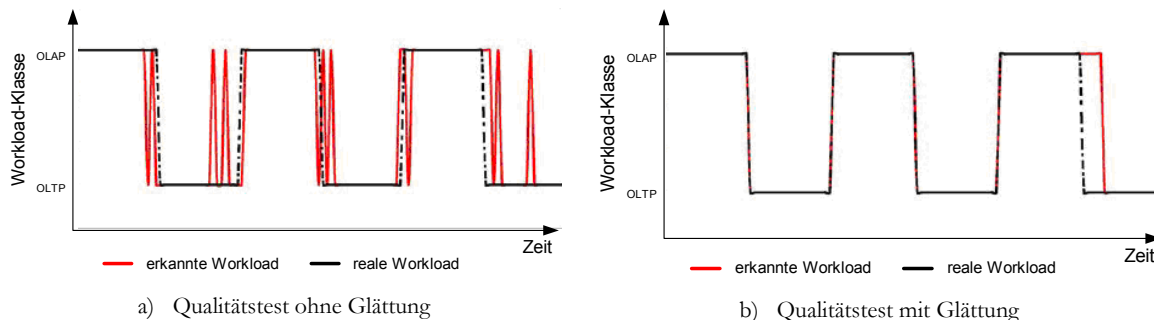 Workload-Klasse
OLAP
OLTP
Zeit
erkannte Workload
reale Workload
a) Qualitätstest ohne Glättung
Workload-Klasse
OLAP
OLTP
Zeit
erkannte Workload
reale Workload
b) Qualitätstest mit Glättung